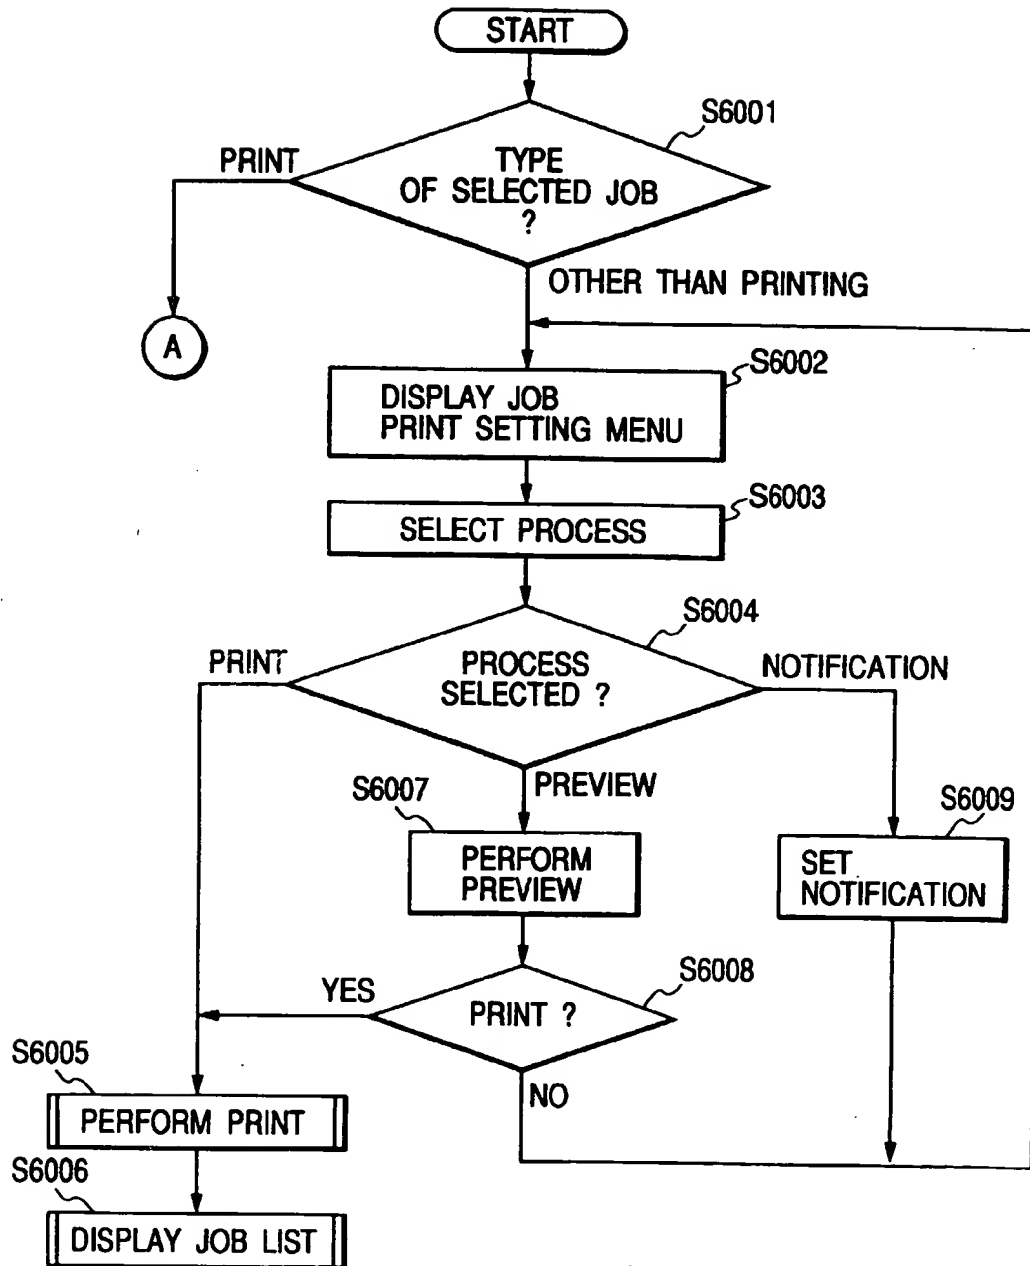 START
S6001
PRINT
TYPE
OF SELECTED JOB
?
OTHER THAN PRINTING
A
S6002
DISPLAY JOB
PRINT SETTING MENU
S6003
SELECT PROCESS
S6004
PRINT
PROCESS
SELECTED ?
NOTIFICATION
PREVIEW
S6007
S6009
PERFORM
PREVIEW
SET
NOTIFICATION
S6008
YES
PRINT ?
NO
S6005
PERFORM PRINT
S6006
DISPLAY JOB LIST